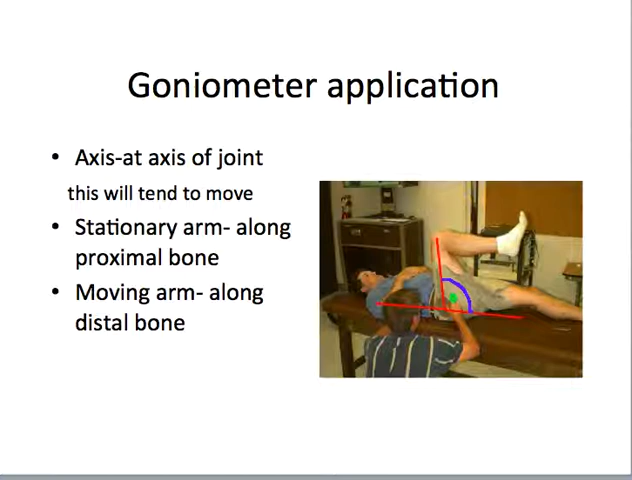 Goniometer application
• Axis-at axis of joint
this will tend to move
• Stationary arm- along
proximal bone
• Moving arm- along
distal bone